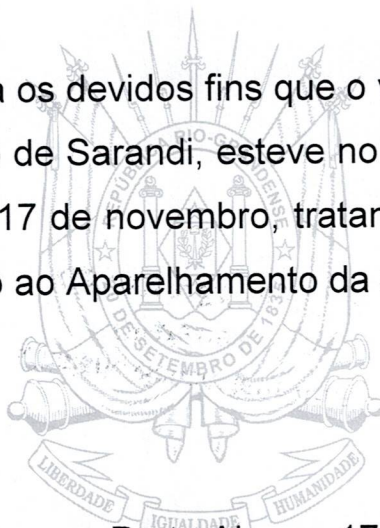 a os devidos fins que o
de Sarandi, esteve no
17 de novembro, tratan
ao Aparelhamento da
REPÚBLICA RIO-GRANDENSE
20 DE SETEMBRO DE 1835
LIBERDADE IGUALDADE HUMANIDADE